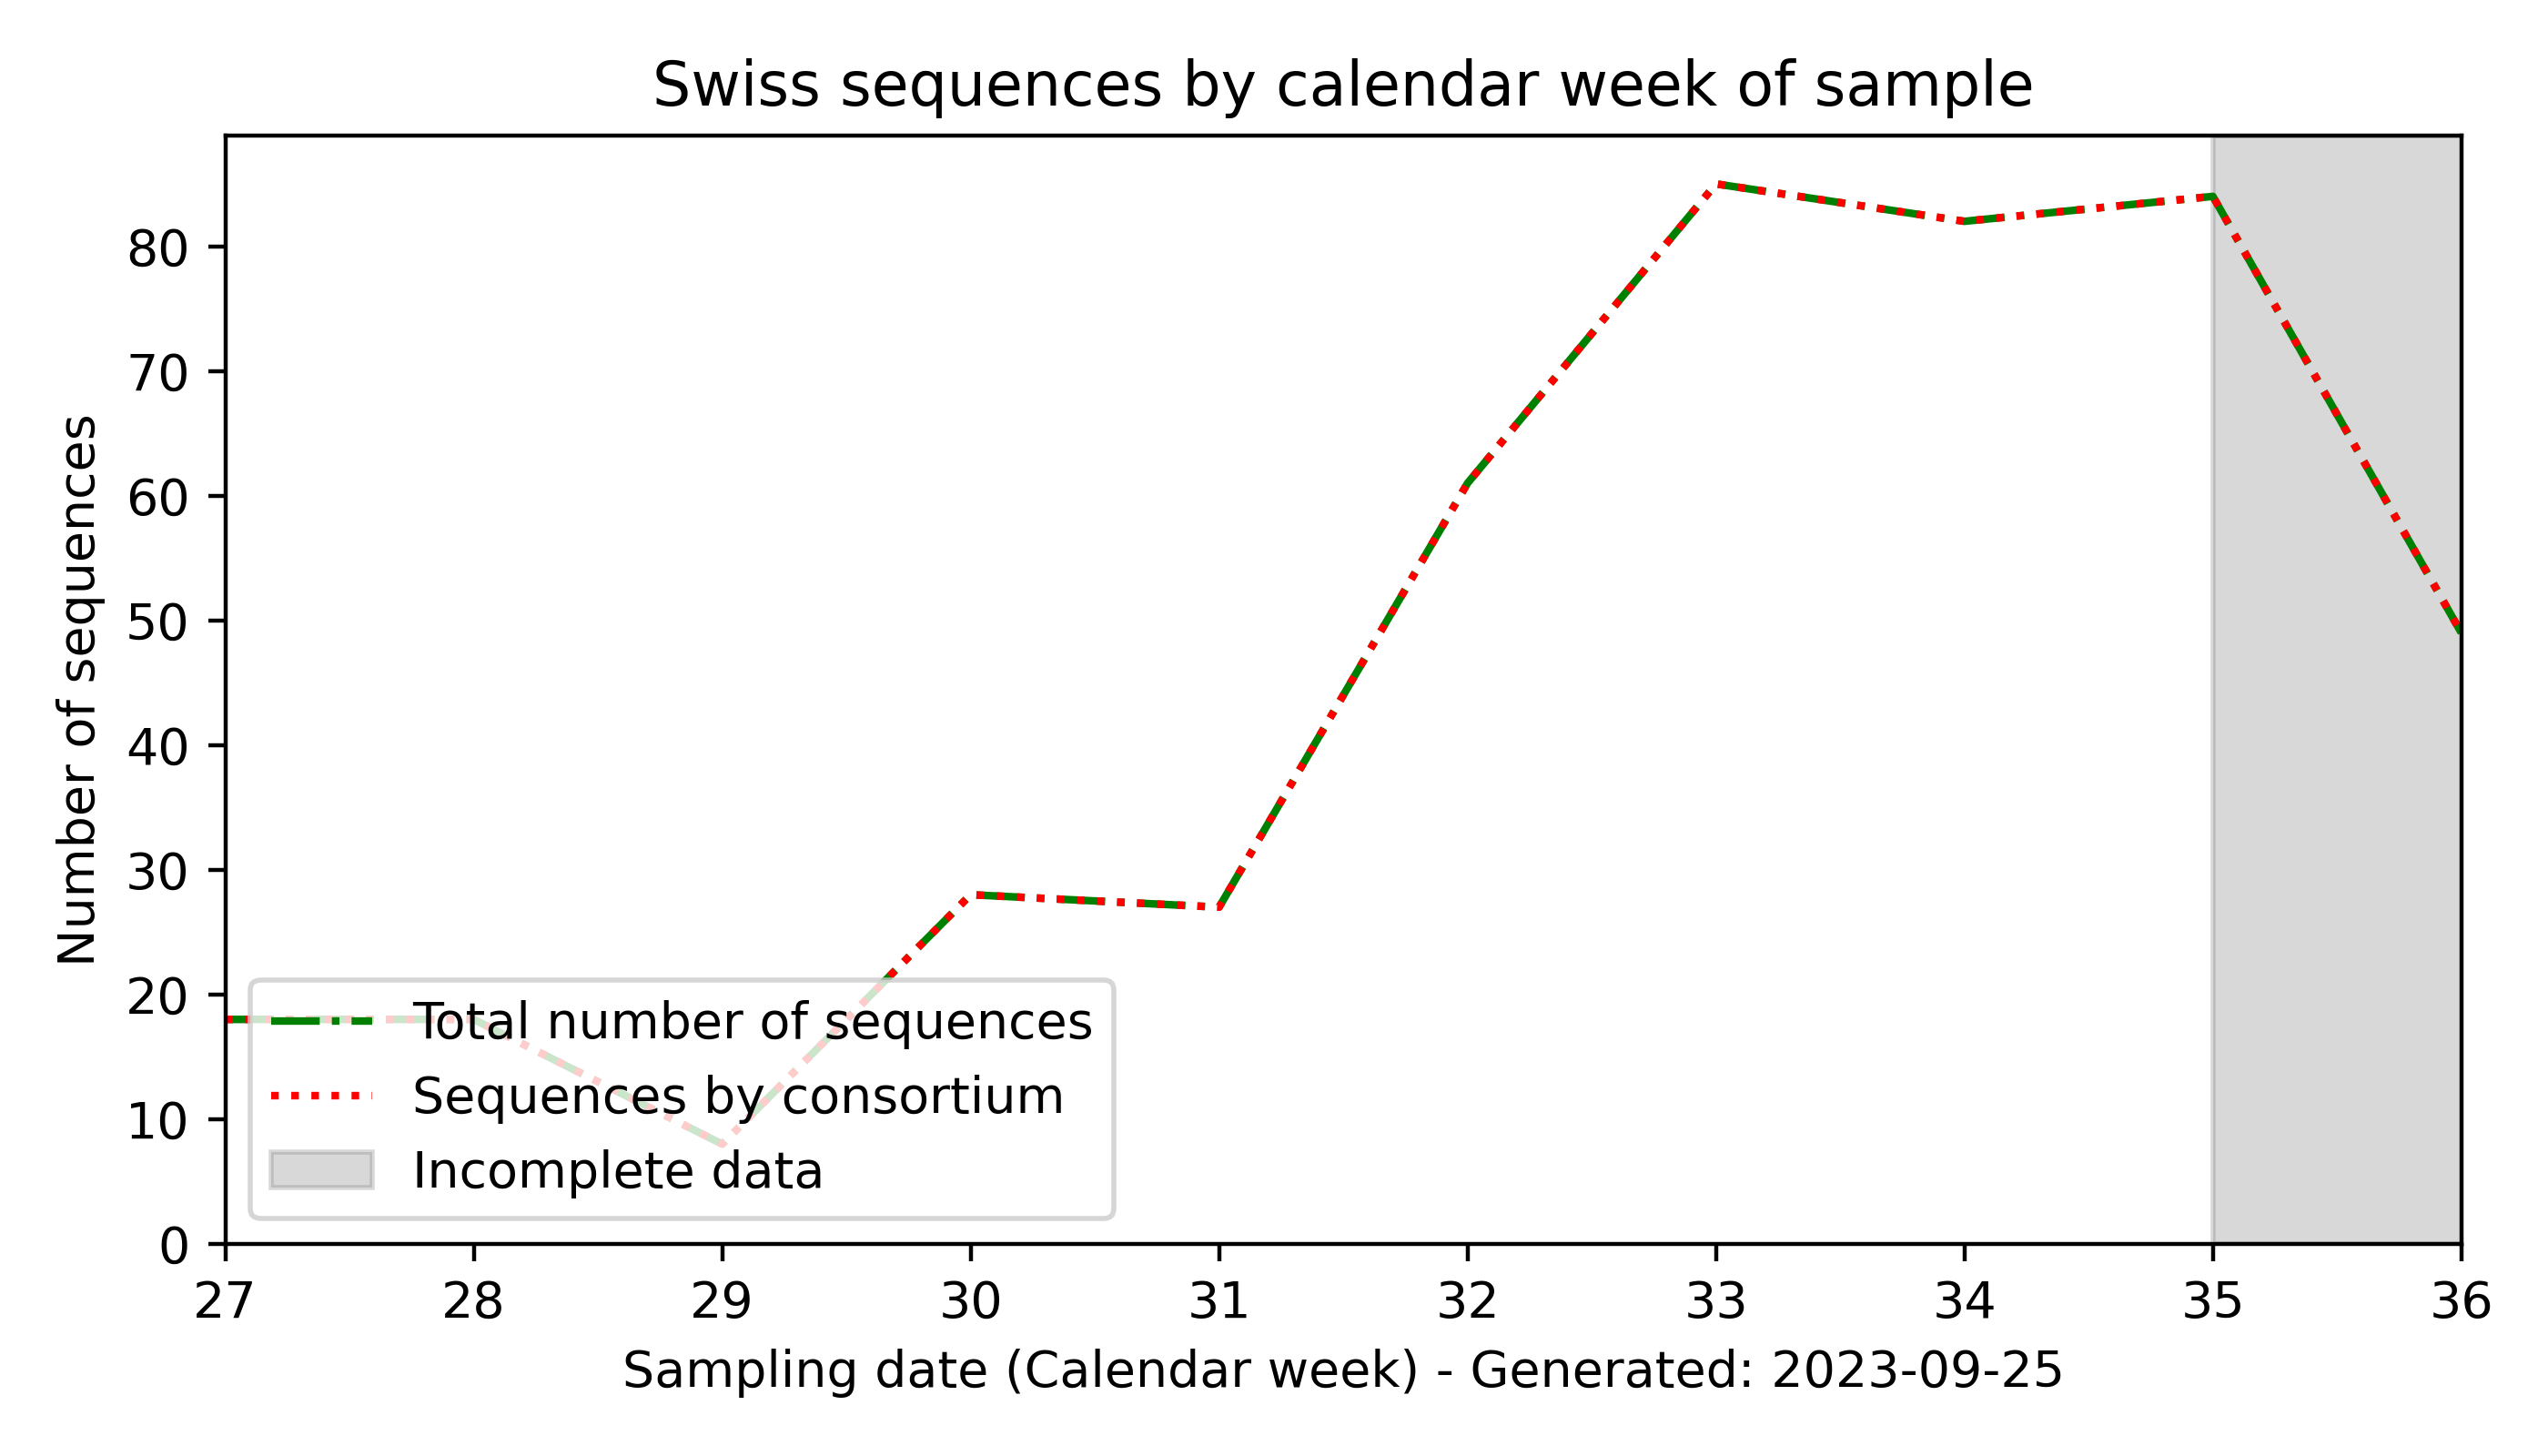 Swiss sequences by calendar week of sample
Number of sequences
80
70
60
50
40
30
20
10
0
Total number of sequences
Sequences by consortium
Incomplete data
27 28 29 30 31 32 33 34 35 36
Sampling date (Calendar week) - Generated: 2023-09-25